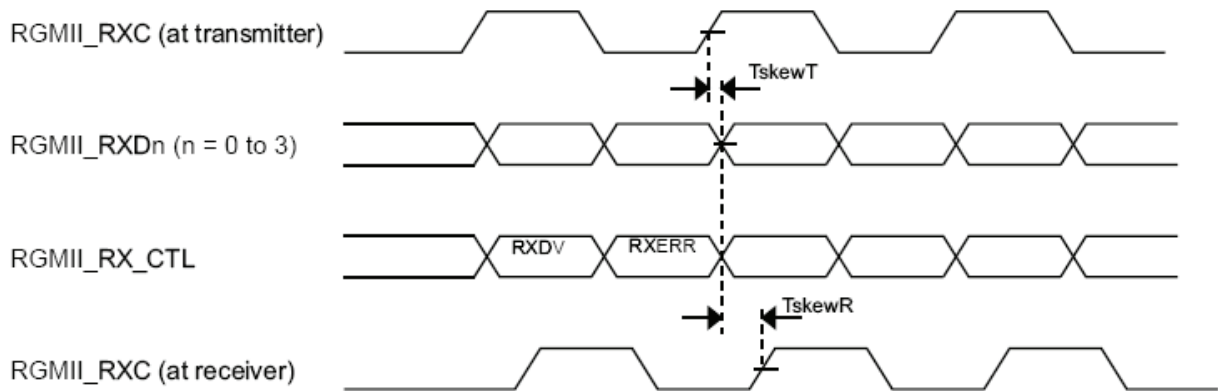 RGMII_RXC (at transmitter)
TskewT
RGMII_RXDn (n = 0 to 3)
RGMII_RX_CTL
RXDV
RXERR
TskewR
RGMII_RXC (at receiver)